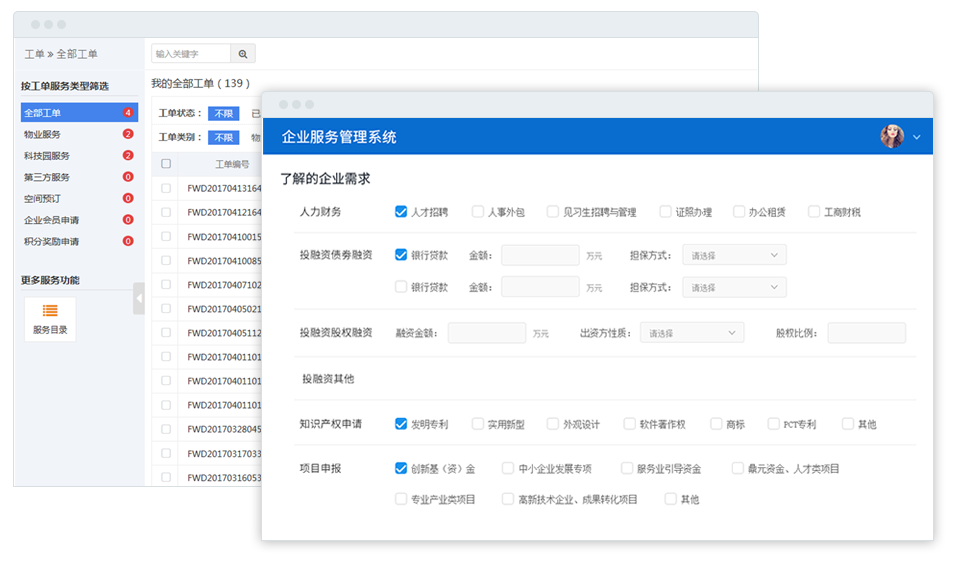 工单 » 全部工单
输入关键字
按工单服务类型筛选
全部工单 4
物业服务 2
科技园服务 2
第三方服务 0
空间预订 0
企业会员申请 0
积分奖励申请 0
更多服务功能
服务目录
我的全部工单（139）
工单状态： 不限 已
工单类别： 不限 物
工单编号
FWD20170413164
FWD20170412164
FWD20170410015
FWD20170410085
FWD20170407102
FWD20170405021
FWD20170405112
FWD20170401101
FWD20170401101
FWD20170401101
FWD20170328045
FWD20170317033
FWD20170316053
企业服务管理系统
了解的企业需求
人力财务 人才招聘 人事外包 见习生招聘与管理 证照办理 办公租赁 工商财税
投融资债券融资 银行贷款 金额： 万元 担保方式： 请选择
银行贷款 金额： 万元 担保方式： 请选择
投融资股权融资 融资金额： 万元 出资方性质： 请选择 股权比例：
投融资其他
知识产权申请 发明专利 实用新型 外观设计 软件著作权 商标 PCT专利 其他
项目申报 创新基（资）金 中小企业发展专项 服务业引导资金 鼎元资金、人才类项目
专业产业类项目 高新技术企业、成果转化项目 其他